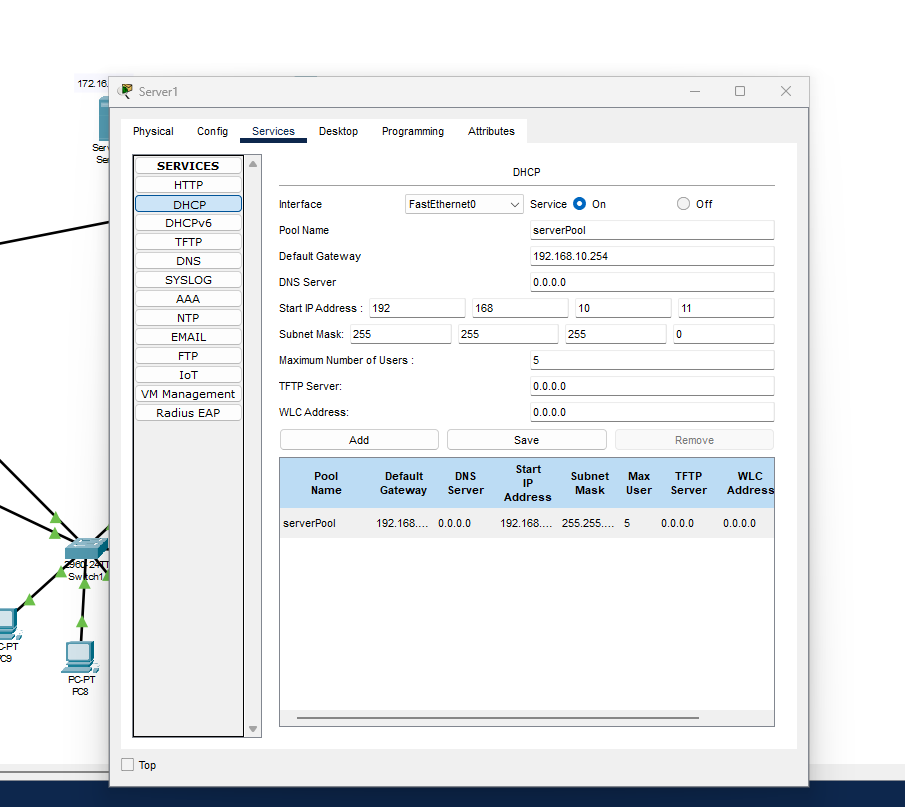 172.16.
Server1
Physical Config Services Desktop Programming Attributes
SERVICES
HTTP
DHCP
DHCPv6
TFTP
DNS
SYSLOG
AAA
NTP
EMAIL
FTP
IoT
VM Management
Radius EAP
DHCP
Interface FastEthernet0 Service On Off
Pool Name serverPool
Default Gateway 192.168.10.254
DNS Server 0.0.0.0
Start IP Address : 192 168 10 11
Subnet Mask: 255 255 255 0
Maximum Number of Users : 5
TFTP Server: 0.0.0.0
WLC Address: 0.0.0.0
Add Save Remove
Pool Name Default Gateway DNS Server Start IP Address Subnet Mask Max User TFTP Server WLC Address
serverPool 192.168.... 0.0.0.0 192.168.... 255.255.... 5 0.0.0.0 0.0.0.0
Top
Ser
Se
2960-24TT
Switch1
C-PT
C9
PC-PT
PC8